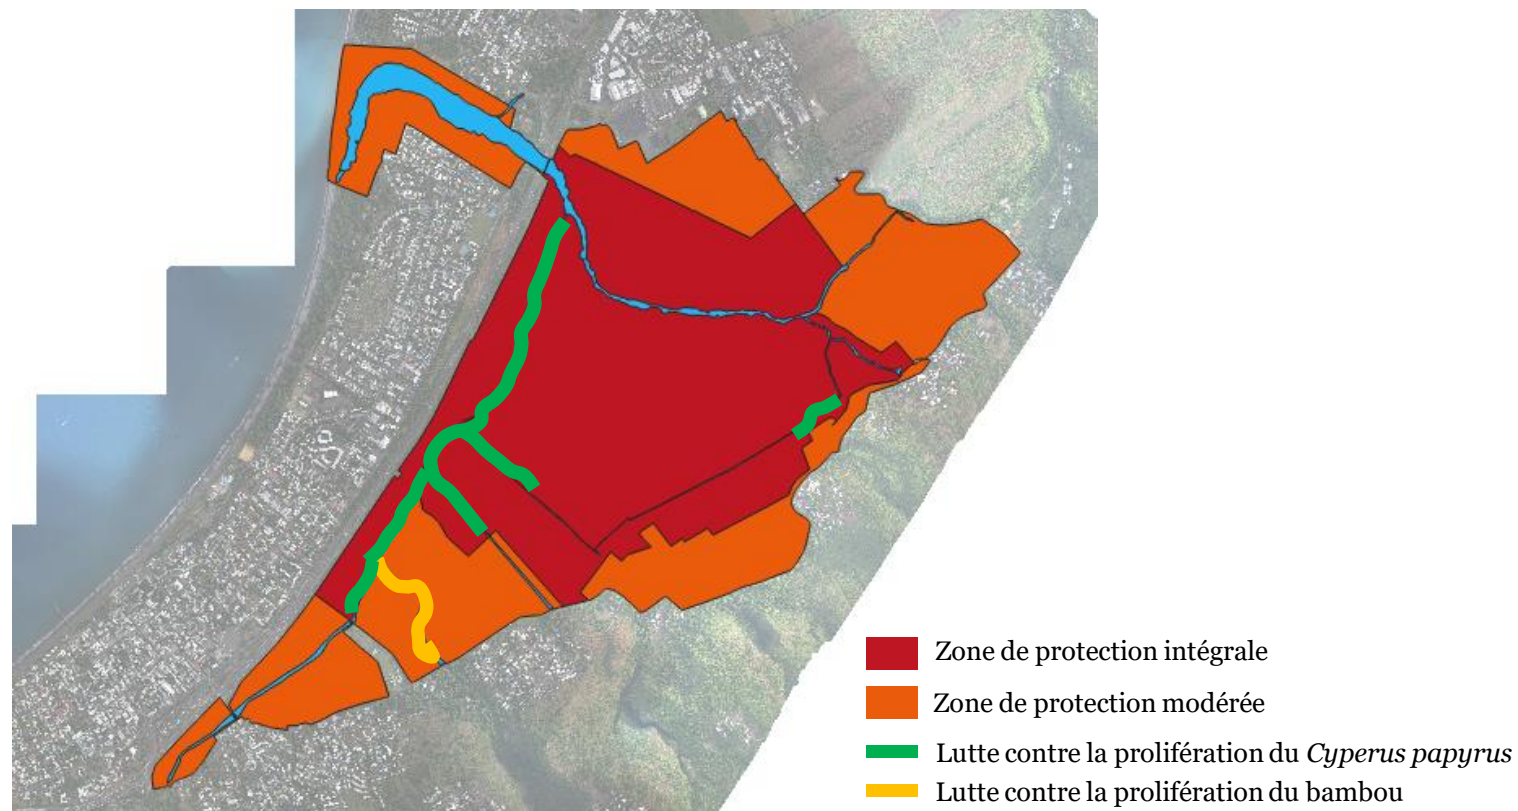 Zone de protection intégrale
Zone de protection modérée
Lutte contre la prolifération du Cyperus papyrus
Lutte contre la prolifération du bambou